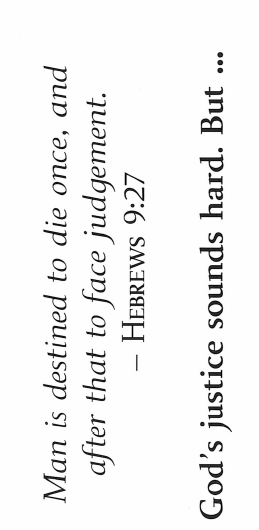 Man is destined to die once, and
after that to face judgement.
– HEBREWS 9:27
God's justice sounds hard. But ...